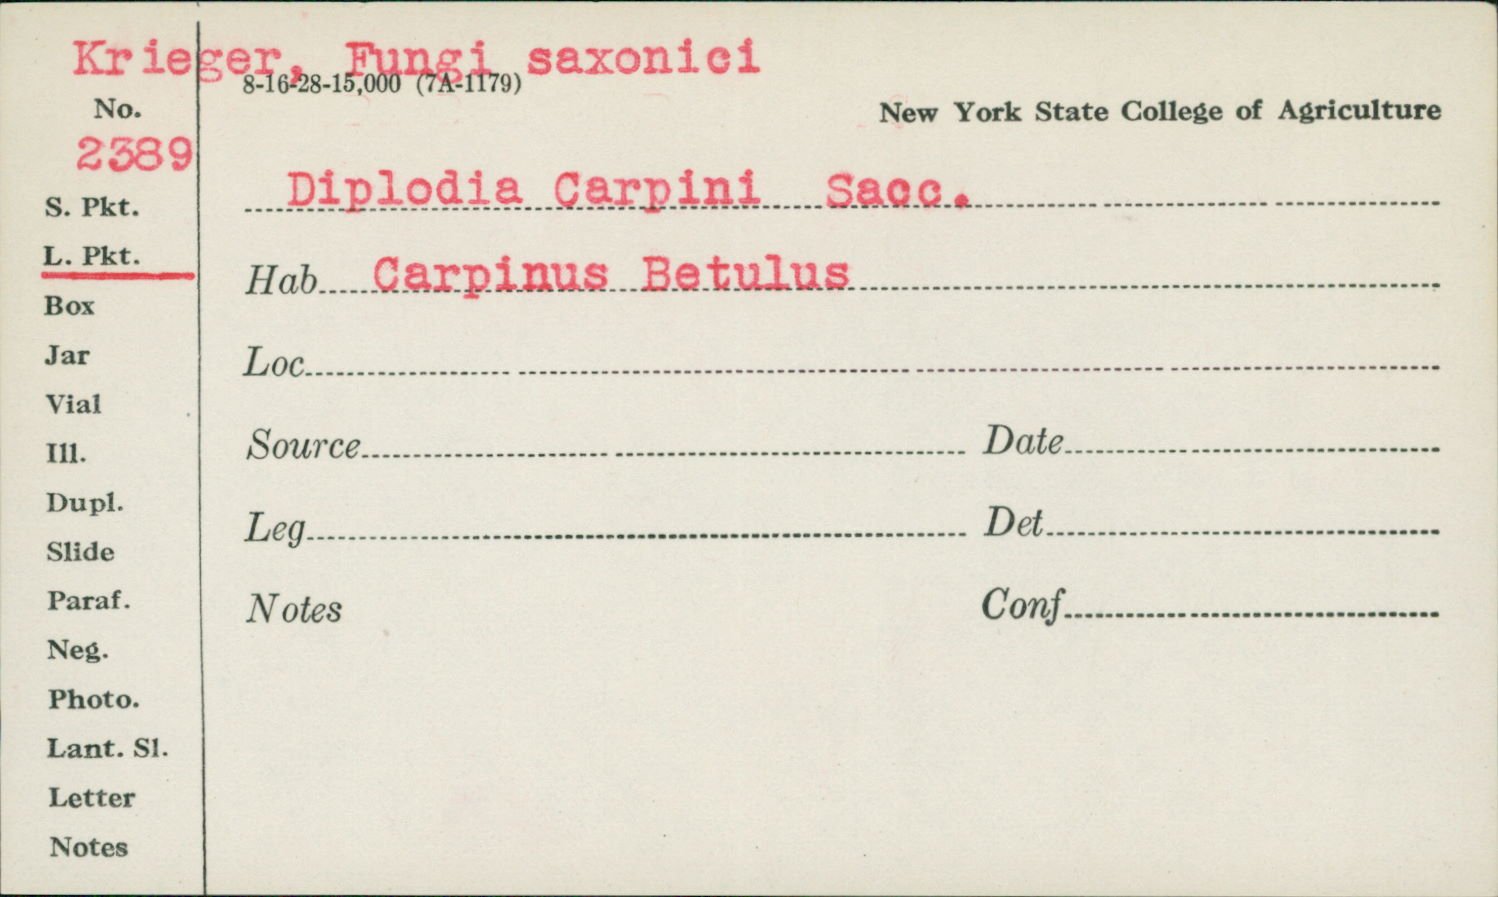 Krieger, Fungi saxonici
8-16-28-15,000 (7A-1179)
No.
New York State College of Agriculture
2389
Diplodia Carpini Sacc.
S. Pkt.
L. Pkt.
Hab. Carpinus Betulus
Box
Jar
Loc.
Vial
Source
Date
Ill.
Dupl.
Leg.
Det.
Slide
Paraf.
Notes
Conf.
Neg.
Photo.
Lant. Sl.
Letter
Notes